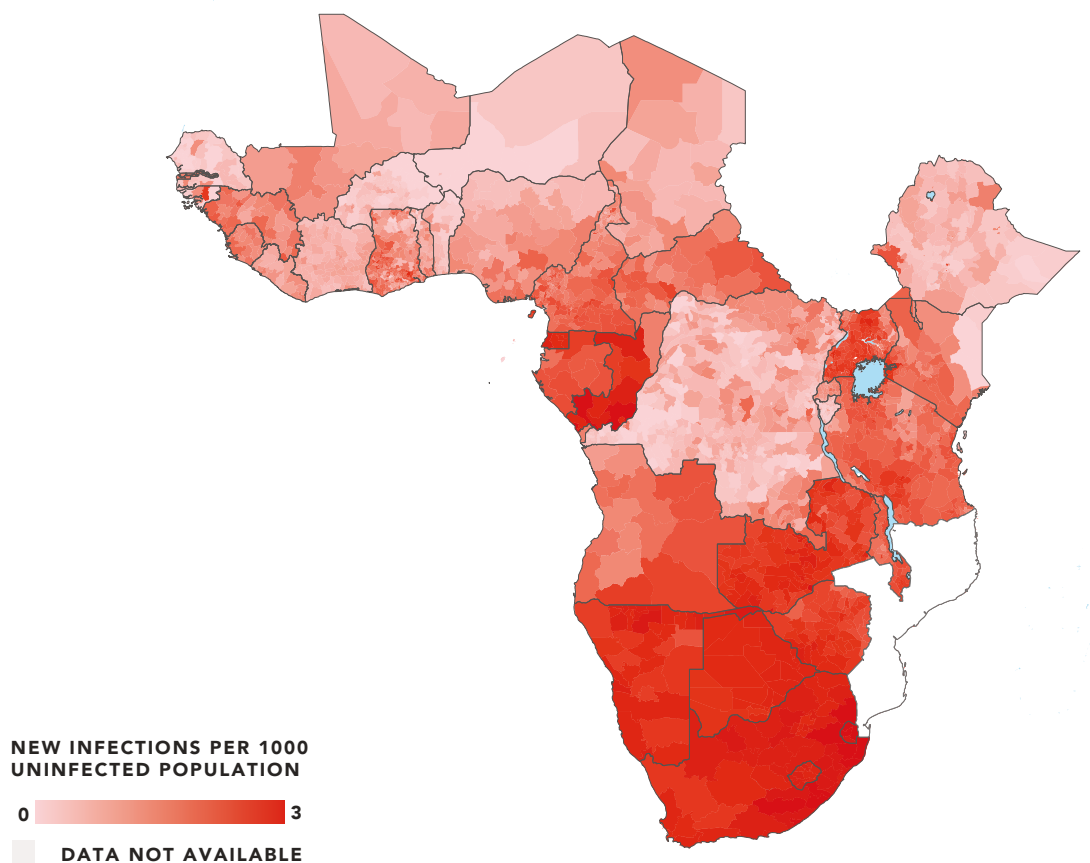 NEW INFECTIONS PER 1000
UNINFECTED POPULATION
0 3
DATA NOT AVAILABLE